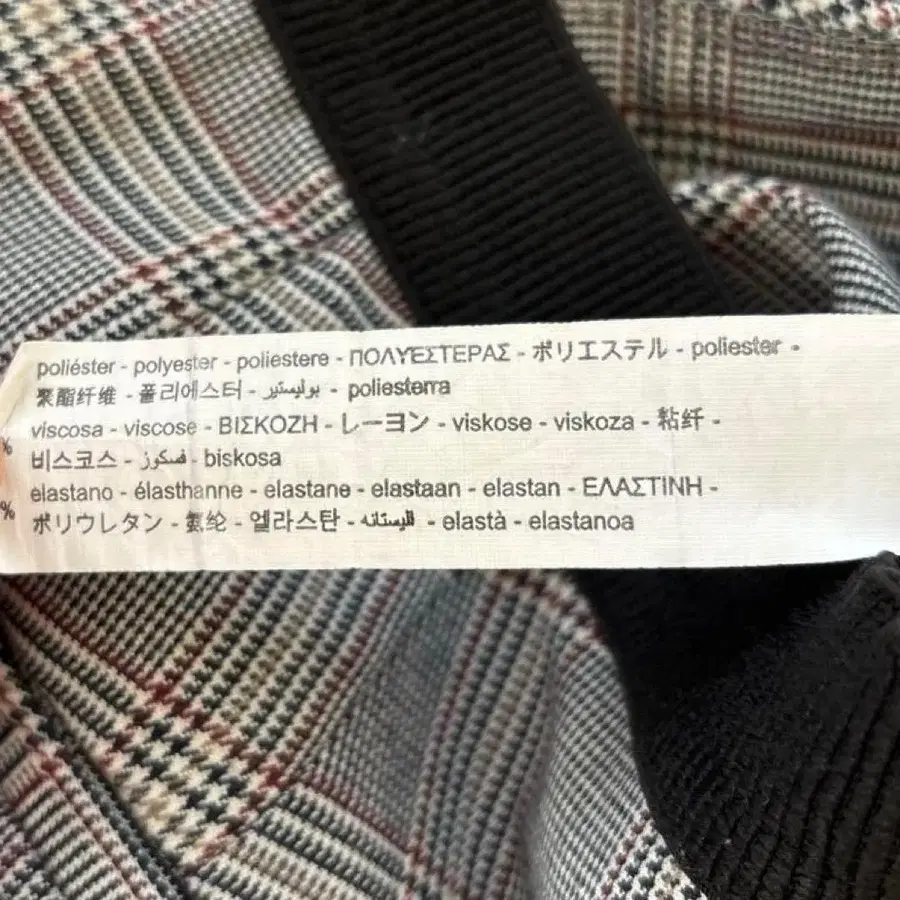 poliéster - polyester - poliestere - ΠΟΛΥΕΣΤΕΡΑΣ - ポリエステル - poliester -
聚酯纤维 - 폴리에스터 - بوليستير - poliesterra
% viscosa - viscose - ΒΙΣΚΟΖΗ - レーヨン - viskose - viskoza - 粘纤 -
비스코스 - فسكوز - biskosa
% elastano - élasthanne - elastane - elastaan - elastan - ΕΛΑΣΤΙΝΗ -
ポリウレタン - 氨纶 - 엘라스탄 - - elastà - elastanoa